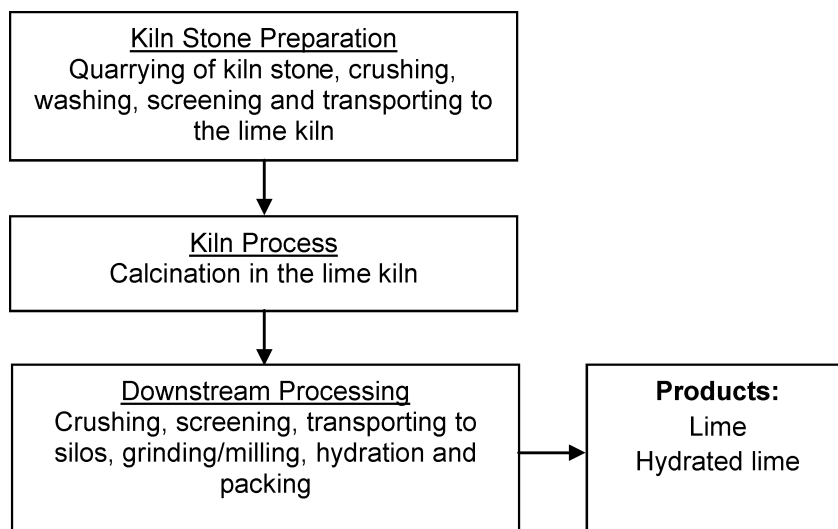 Kiln Stone Preparation
Quarrying of kiln stone, crushing,
washing, screening and transporting to
the lime kiln
Kiln Process
Calcination in the lime kiln
Downstream Processing
Crushing, screening, transporting to
silos, grinding/milling, hydration and
packing
Products:
Lime
Hydrated lime